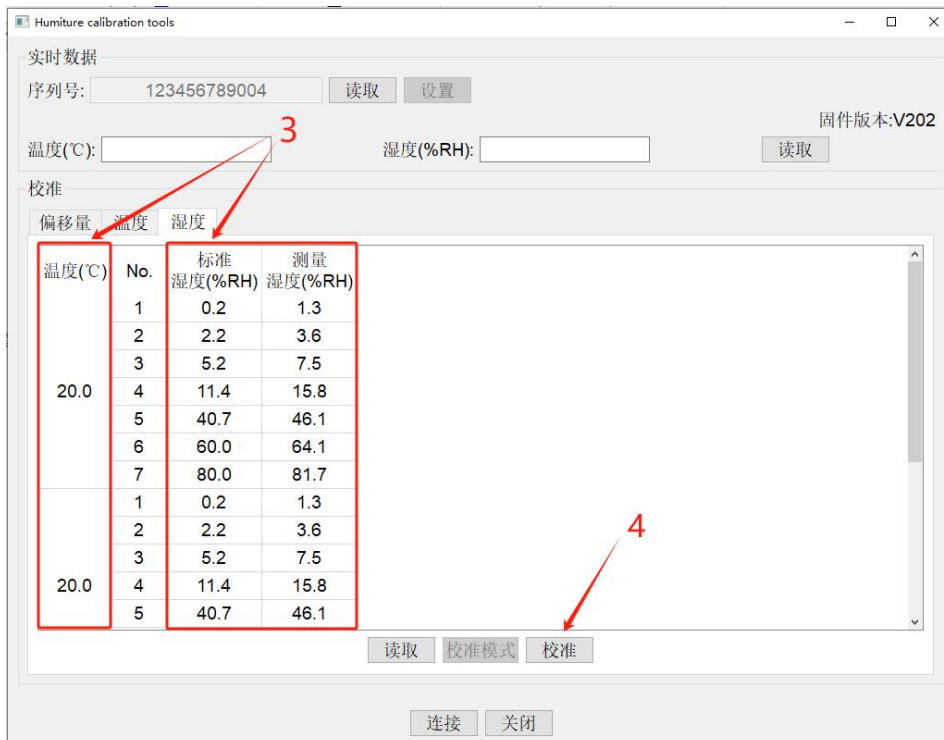 Humiture calibration tools
实时数据
序列号: 123456789004 读取 设置
固件版本:V202
3
温度(℃): 湿度(%RH): 读取
校准
偏移量 温度 湿度
温度(℃) No. 标准 湿度(%RH) 测量 湿度(%RH)
1 0.2 1.3
2 2.2 3.6
3 5.2 7.5
20.0 4 11.4 15.8
5 40.7 46.1
6 60.0 64.1
7 80.0 81.7
1 0.2 1.3
2 2.2 3.6
4
3 5.2 7.5
20.0 4 11.4 15.8
5 40.7 46.1
读取 校准模式 校准
连接 关闭